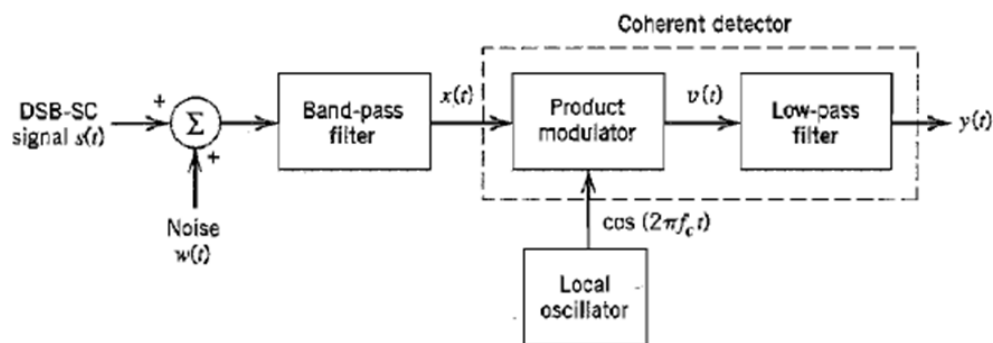 Coherent detector
DSB-SC
signal s(t)
+
Σ
+
Noise
w(t)
Band-pass
filter
x(t)
Product
modulator
v(t)
Low-pass
filter
y(t)
cos (2πf_c t)
Local
oscillator